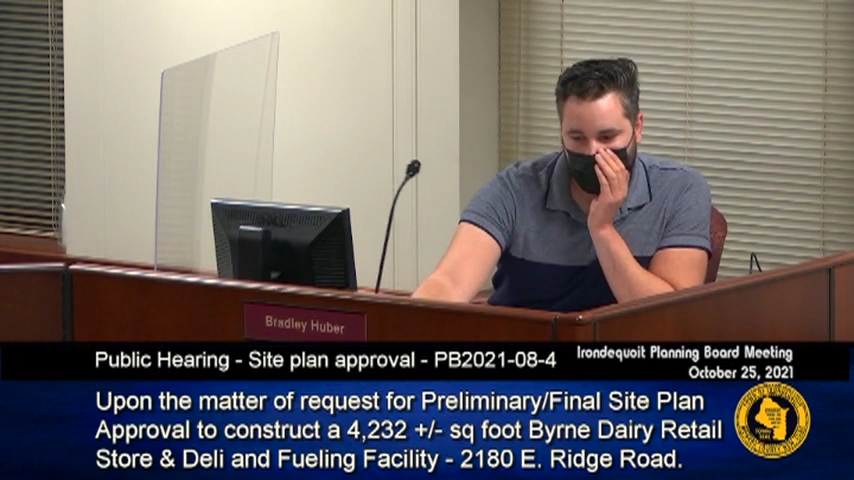 Bradley Huber
Public Hearing - Site plan approval - PB2021-08-4
Irondequoit Planning Board Meeting
October 25, 2021
Upon the matter of request for Preliminary/Final Site Plan
Approval to construct a 4,232 +/- sq foot Byrne Dairy Retail
Store & Deli and Fueling Facility - 2180 E. Ridge Road.